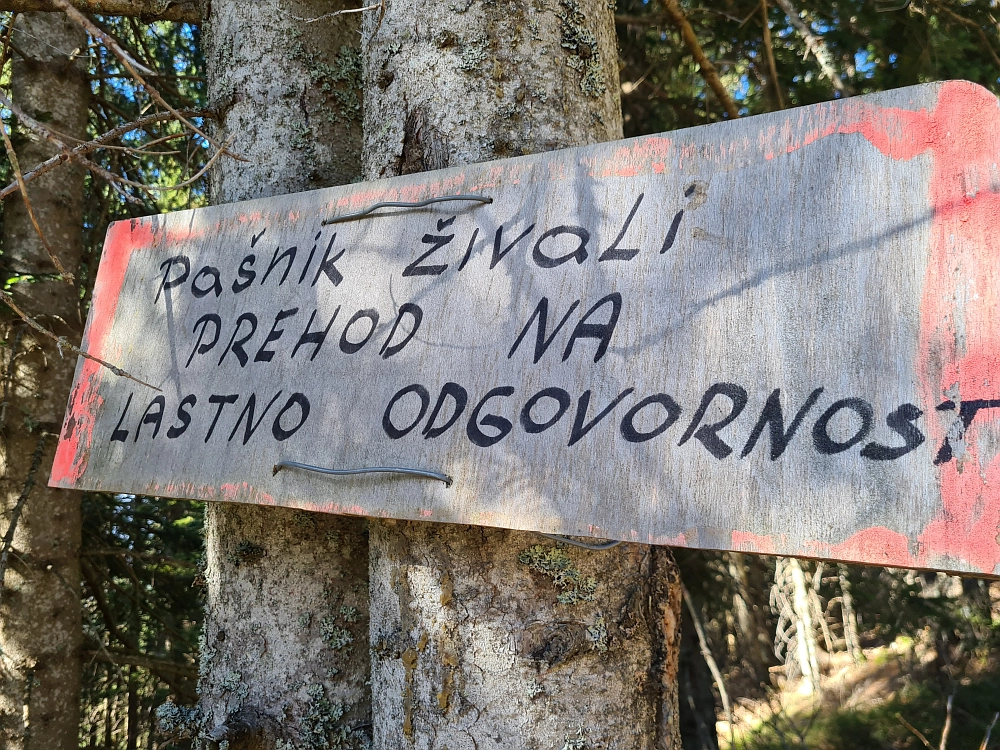 Pašnik živali
PREHOD NA
LASTNO ODGOVORNOST